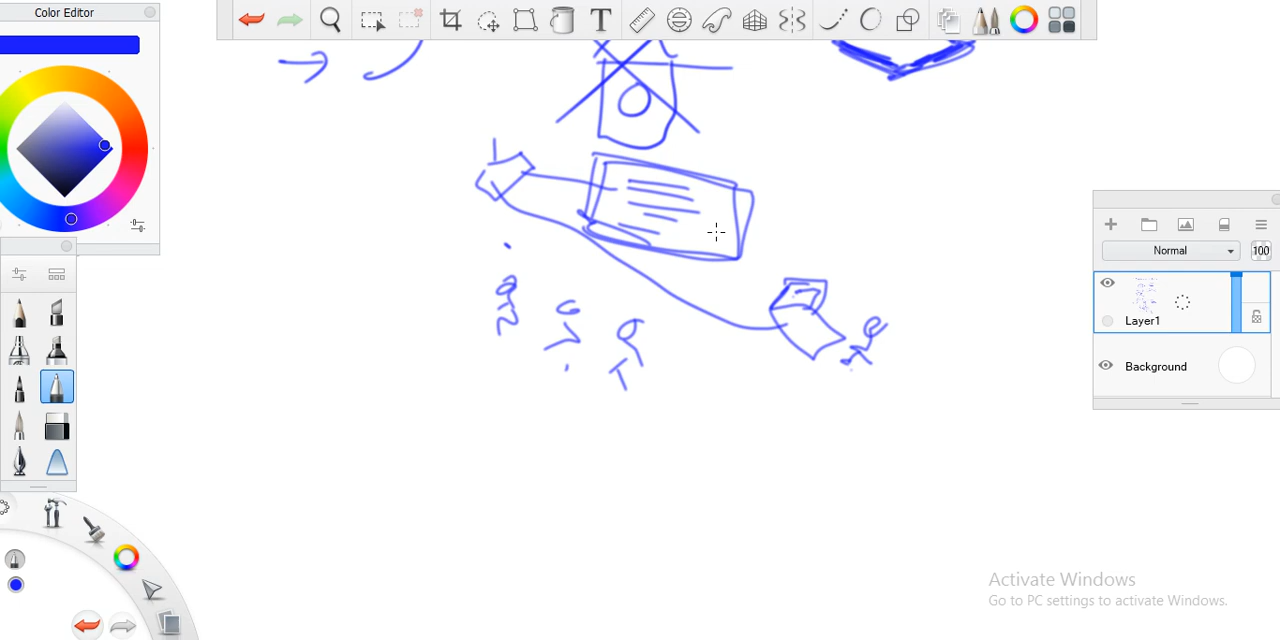 Color Editor
T
Normal
100
Layer1
Background
Activate Windows
Go to PC settings to activate Windows.